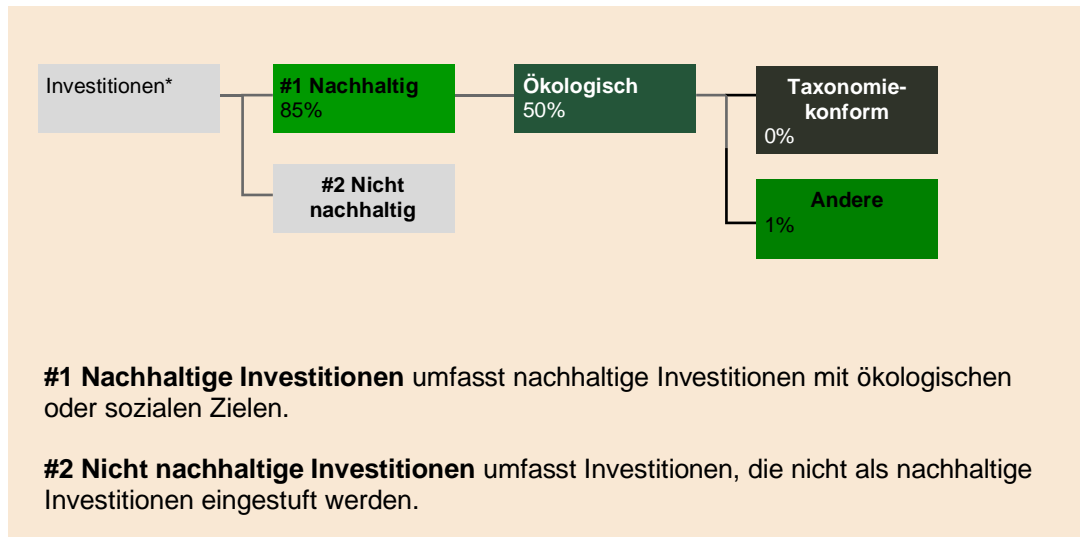 Investitionen*
#1 Nachhaltig
85%
Ökologisch
50%
Taxonomie-
konform
0%
#2 Nicht
nachhaltig
Andere
1%
#1 Nachhaltige Investitionen umfasst nachhaltige Investitionen mit ökologischen
oder sozialen Zielen.
#2 Nicht nachhaltige Investitionen umfasst Investitionen, die nicht als nachhaltige
Investitionen eingestuft werden.